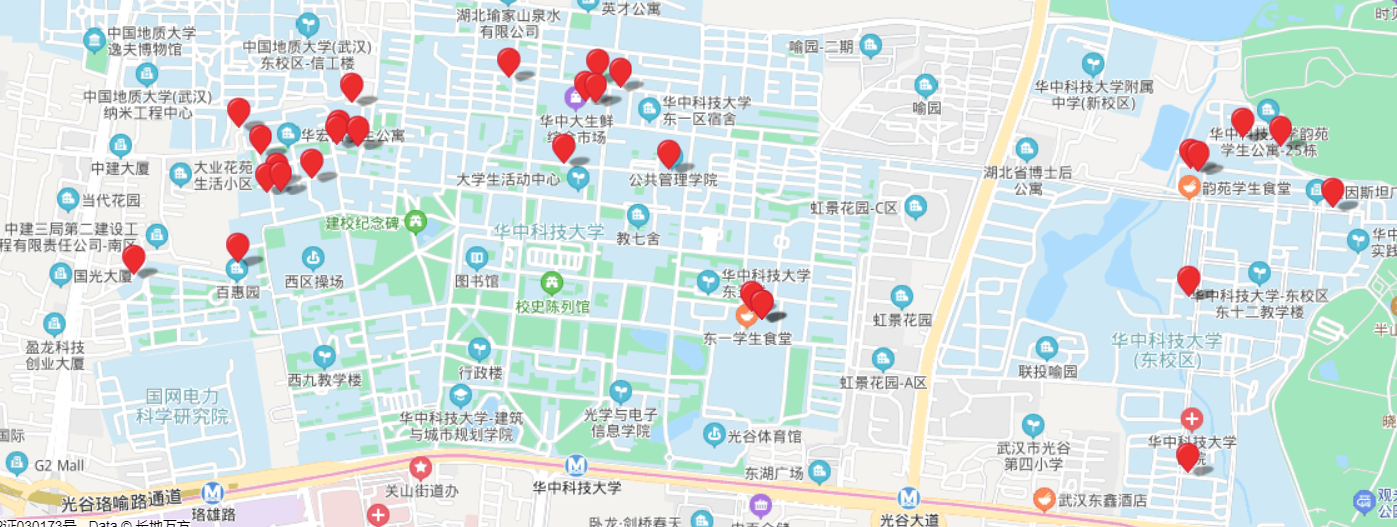 中国地质大学
逸夫博物馆
中国地质大学(武汉)
东校区-信工楼
湖北瑜家山泉水
有限公司
英才公寓
喻园-二期
中国地质大学(武汉)
纳米工程中心
华中科技大学
东一区宿舍
喻园
华中科技大学附属
中学(新校区)
华中大生鲜
综合市场
中建大厦
大业花苑
生活小区
大学生活动中心
公共管理学院
湖北省博士后
公寓
学生公寓-25栋
韵苑学生食堂
当代花园
建校纪念碑
华中科技大学
教七舍
虹景花园-C区
中建三局第二建设工
程有限责任公司-南区
国光大厦
百惠园
西区操场
图书馆
校史陈列馆
华中科技大学
虹景花园
华中科技大学-东校区
东十二教学楼
盈龙科技
创业大厦
东一学生食堂
西九教学楼
行政楼
虹景花园-A区
联投喻园
华中科技大学
(东校区)
国网电力
科学研究院
华中科技大学-建筑
与城市规划学院
光学与电子
信息学院
光谷体育馆
武汉市光谷
第四小学
华中科技大学
G2 Mall
关山街道办
华中科技大学
东湖广场
光谷大道
武汉东鑫酒店
光谷珞喻路通道
珞雄路